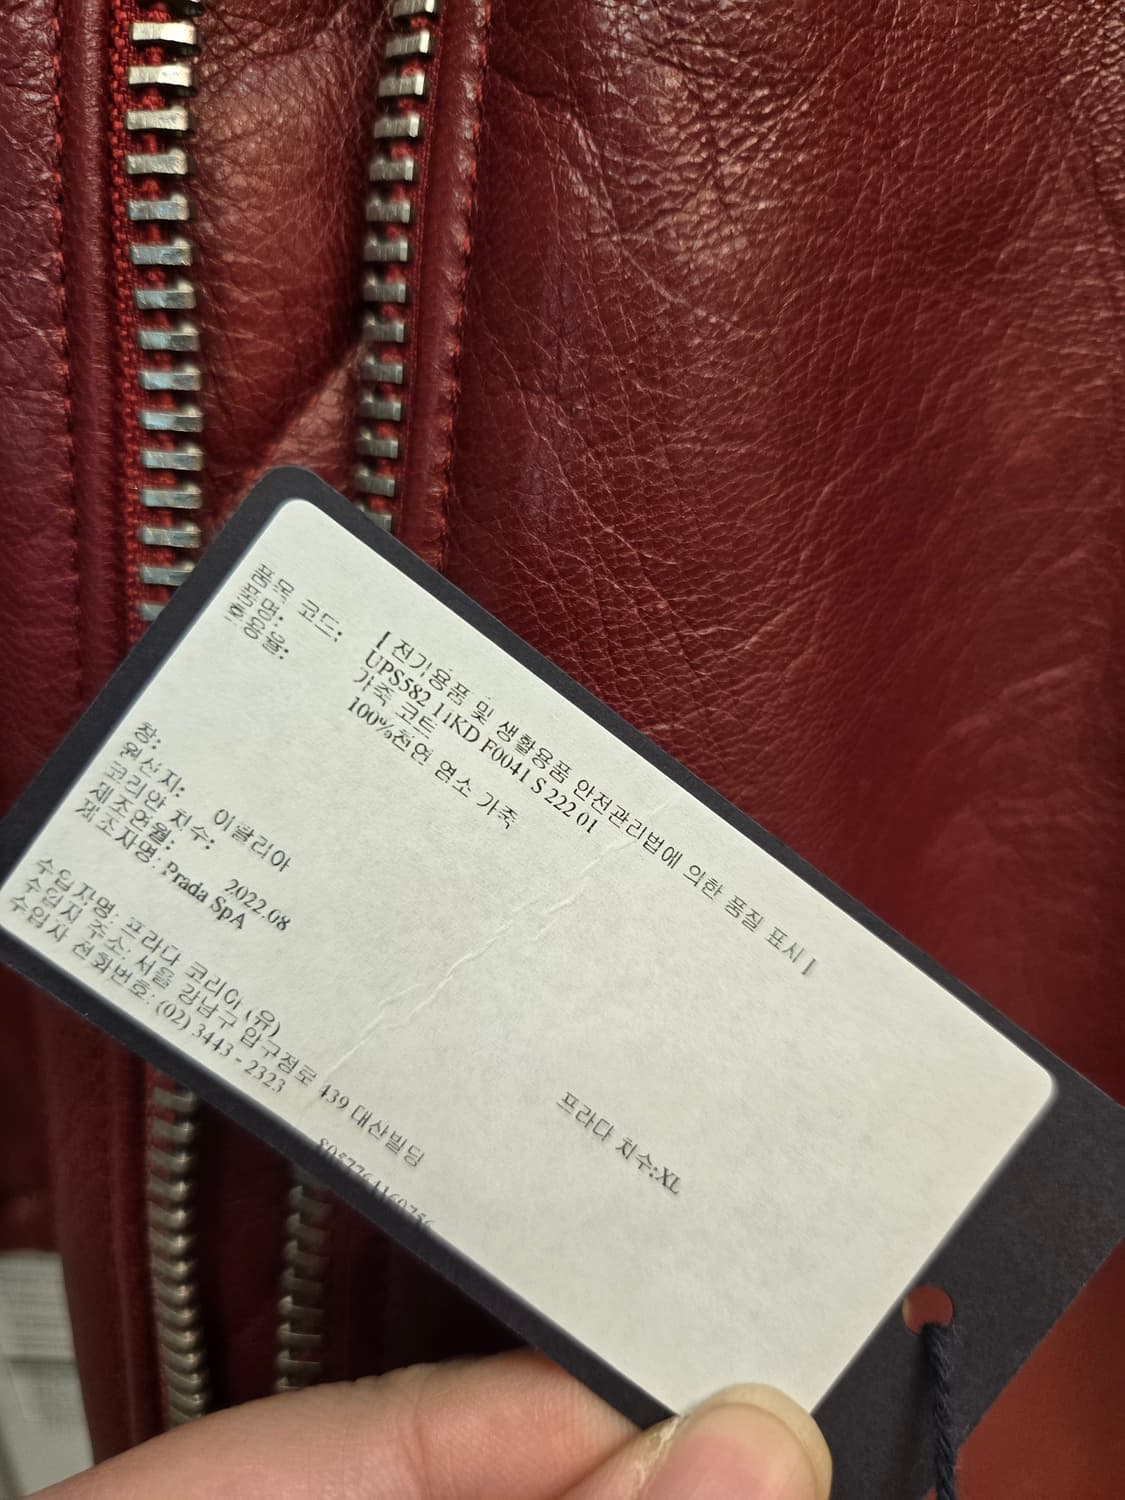 [ 전기용품 및 생활용품 안전관리법에 의한 품질 표시 ]
품목 코드: UPS582 11KD F0041 S 222 01
품명: 가죽 코트
혼용율: 100%천연 염소 가죽
프라다 치수:XL
장:
원산지: 이탈리아
코리안 치수:
제조연월: 2022.08
제조자명: Prada SpA
수입자명: 프라다 코리아 (유)
수입자 주소: 서울 강남구 압구정로 439 대산빌딩
수입사 전화번호: (02) 3443 - 2323